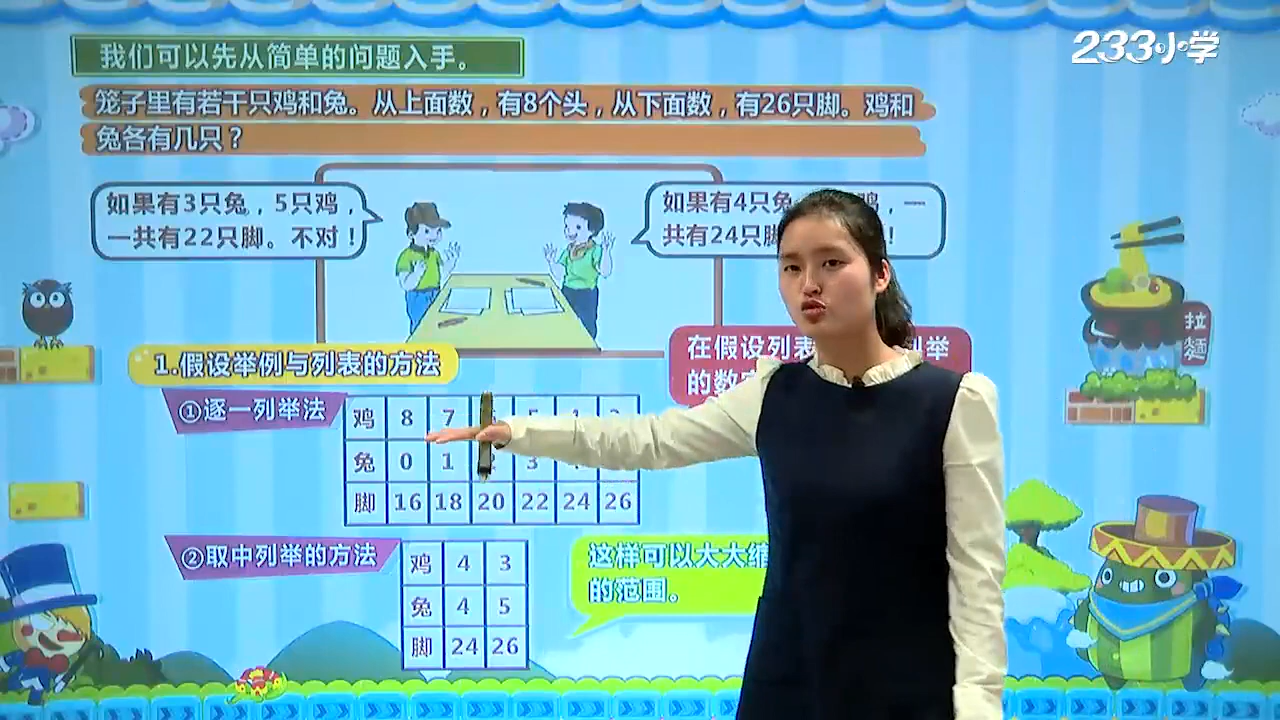 233小学
我们可以先从简单的问题入手。
笼子里有若干只鸡和兔。从上面数，有8个头，从下面数，有26只脚。鸡和
兔各有几只？
如果有3只兔，5只鸡，
一共有22只脚。不对！
如果有4只 鸡，一
共有24只 ！
1.假设举例与列表的方法
在假设列 举
的数
①逐一列举法
鸡 8 7 5
兔 0 1 3
脚 16 18 20 22 24 26
②取中列举的方法
鸡 4 3
兔 4 5
脚 24 26
这样可以大大缩
的范围。
拉
麵